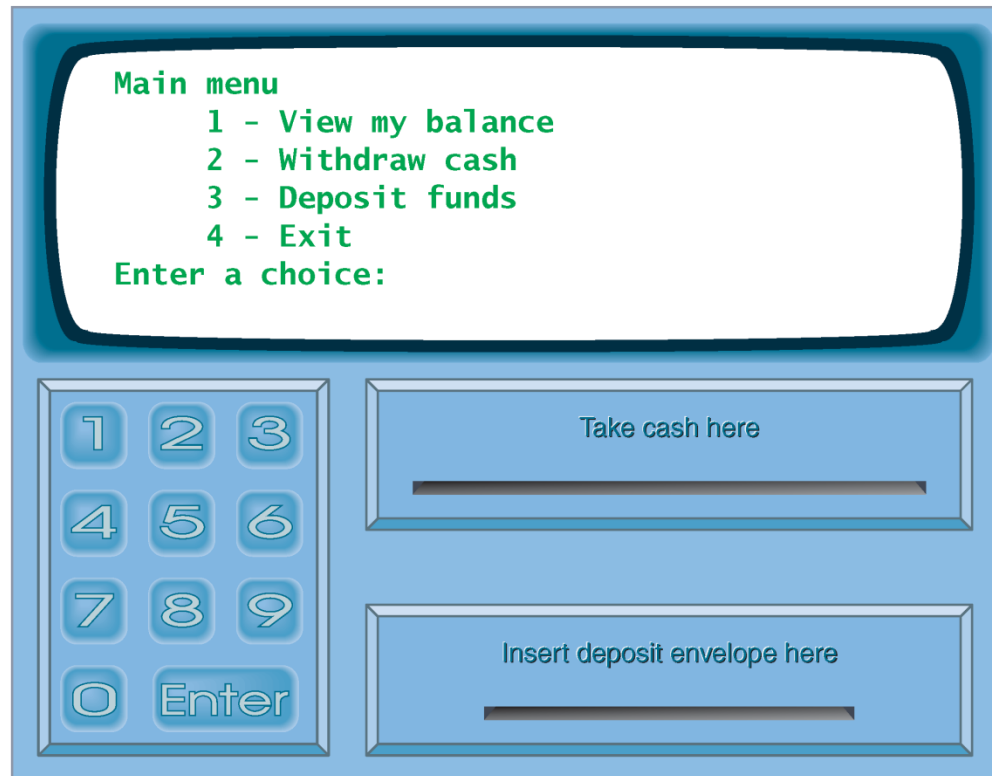 Main menu
1 – View my balance
2 – Withdraw cash
3 – Deposit funds
4 – Exit
Enter a choice:
1 2 3
Take cash here
4 5 6
7 8 9
Insert deposit envelope here
0 Enter